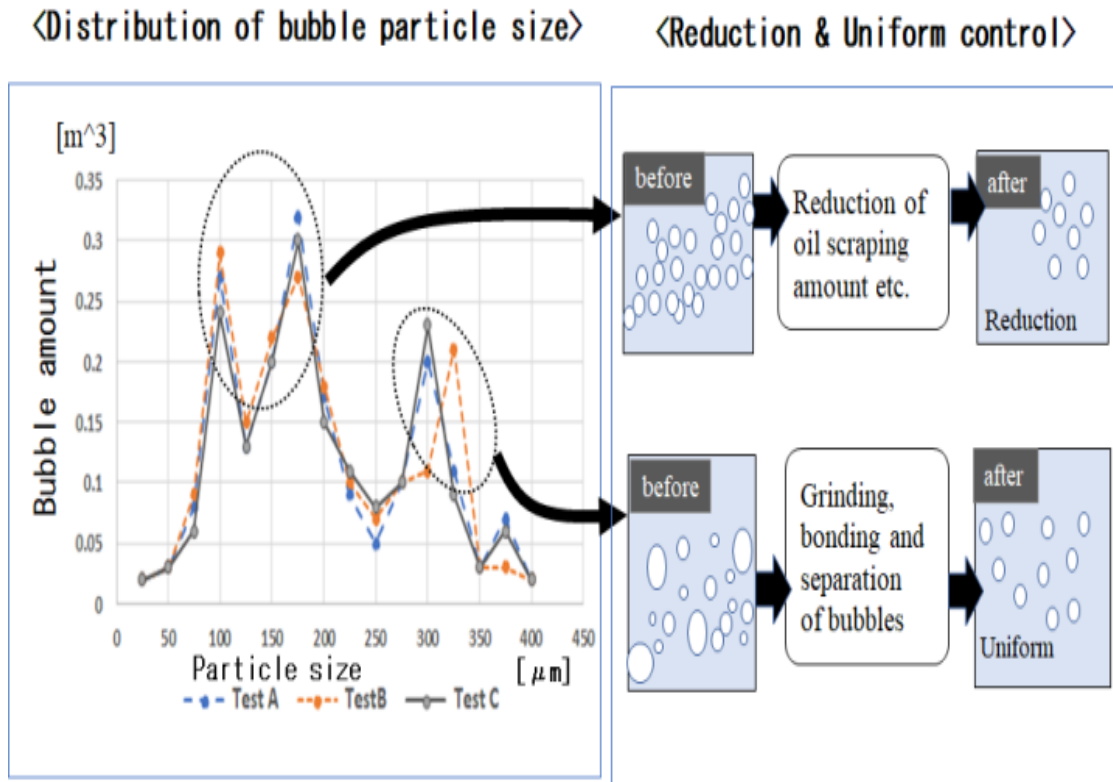 <Distribution of bubble particle size>
<Reduction & Uniform control>
[m^3]
Bubble amount
0.35
0.3
0.25
0.2
0.15
0.1
0.05
0
0 50 100 150 200 250 300 350 400 450
Particle size [μm]
Test A TestB Test C
before
Reduction of
oil scraping
amount etc.
after
Reduction
before
Grinding,
bonding and
separation
of bubbles
after
Uniform